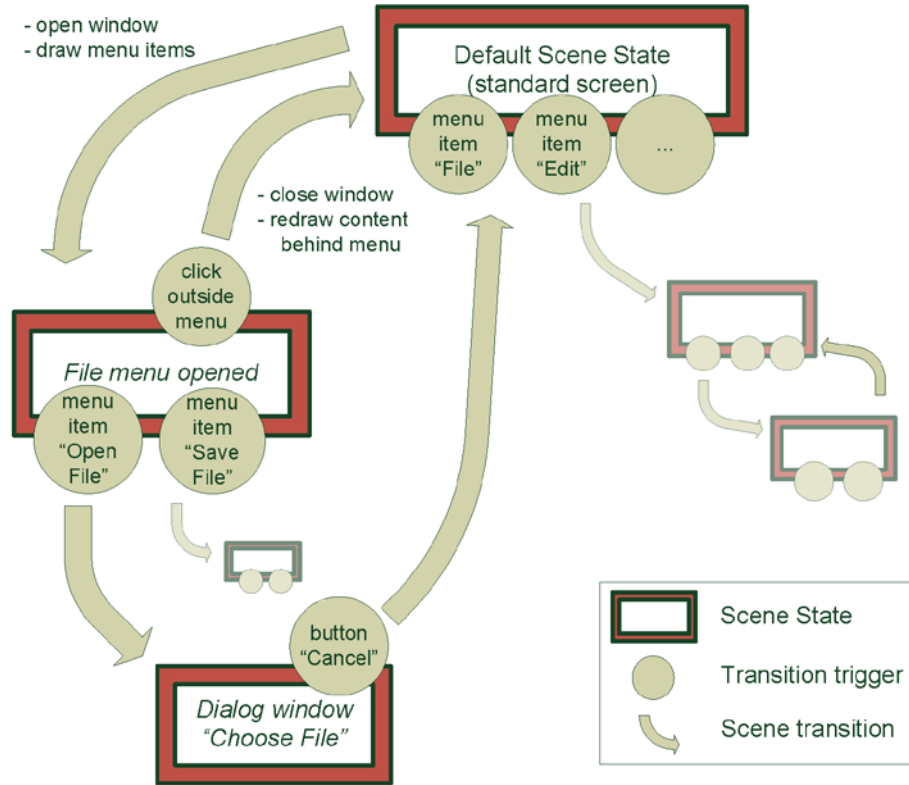 - open window
- draw menu items
Default Scene State
(standard screen)
menu
item
“File”
menu
item
“Edit”
...
- close window
- redraw content
behind menu
click
outside
menu
File menu opened
menu
item
“Open
File”
menu
item
“Save
File”
button
“Cancel”
Dialog window
“Choose File”
Scene State
Transition trigger
Scene transition